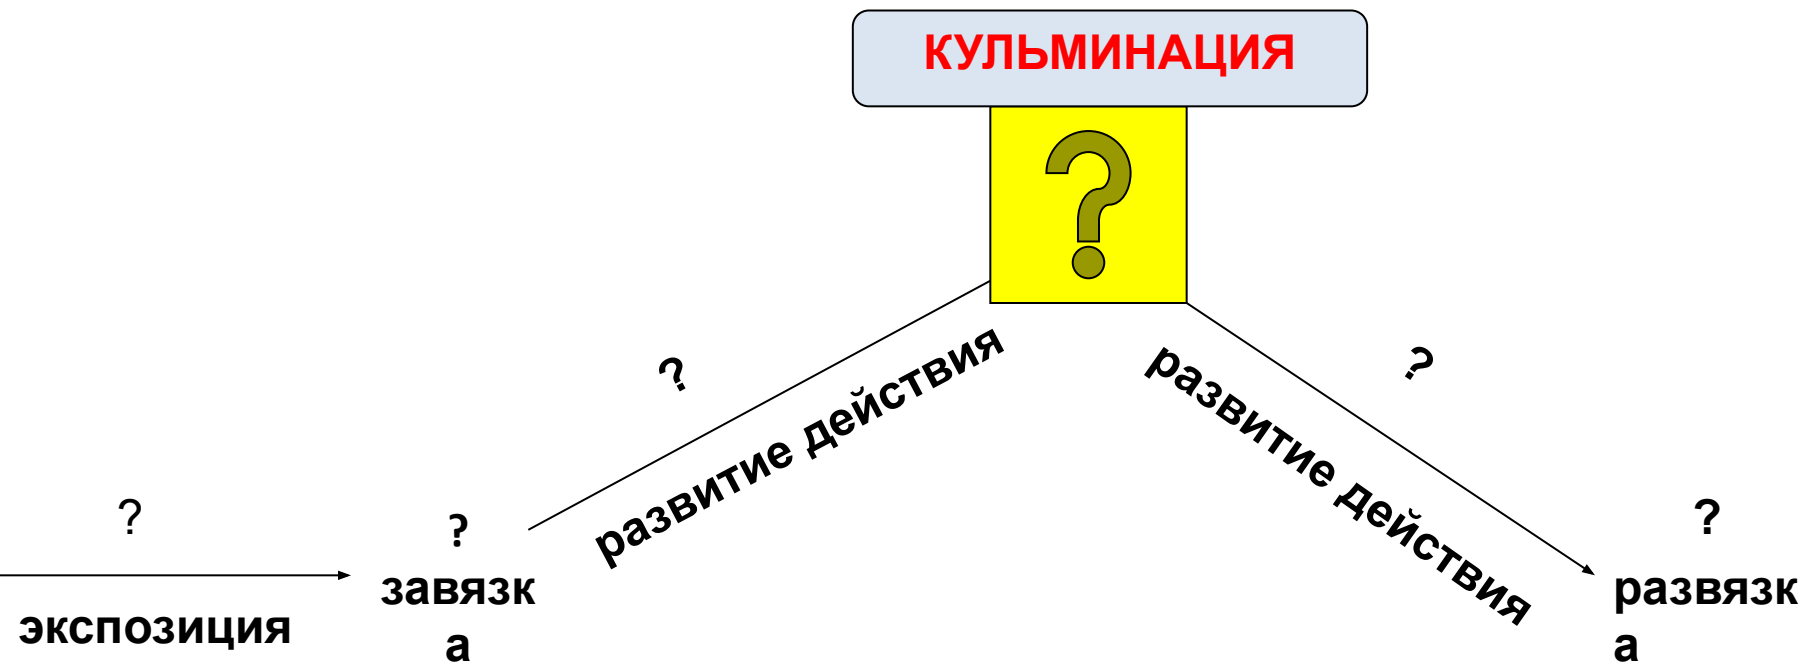 КУЛЬМИНАЦИЯ
?
?
развитие действия
?
развитие действия
?
экспозиция
?
завязк
а
?
развязк
а